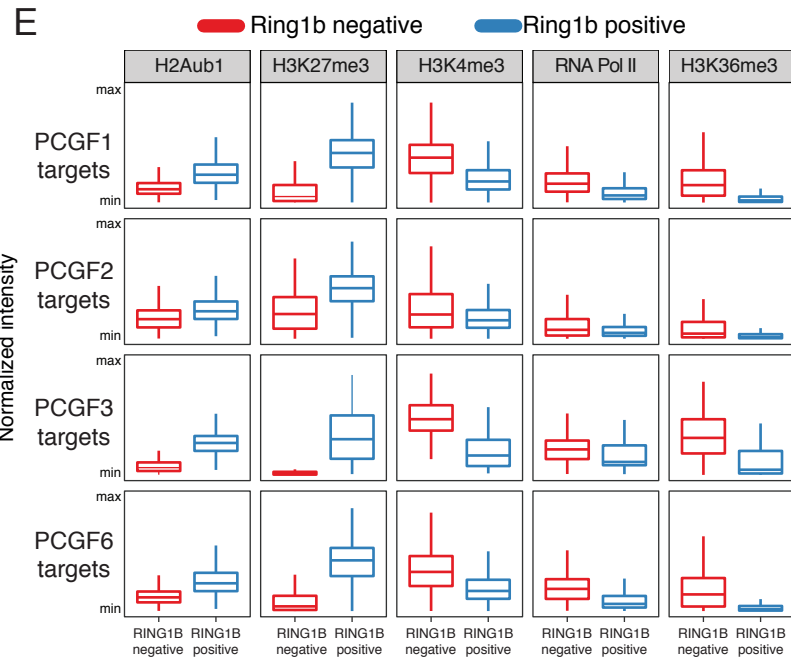 E
Ring1b negative Ring1b positive
H2Aub1 H3K27me3 H3K4me3 RNA Pol II H3K36me3
Normalized intensity
max
PCGF1
targets
min
max
PCGF2
targets
min
max
PCGF3
targets
min
max
PCGF6
targets
min
RING1B RING1B RING1B RING1B RING1B RING1B RING1B RING1B RING1B RING1B
negative positive negative positive negative positive negative positive negative positive